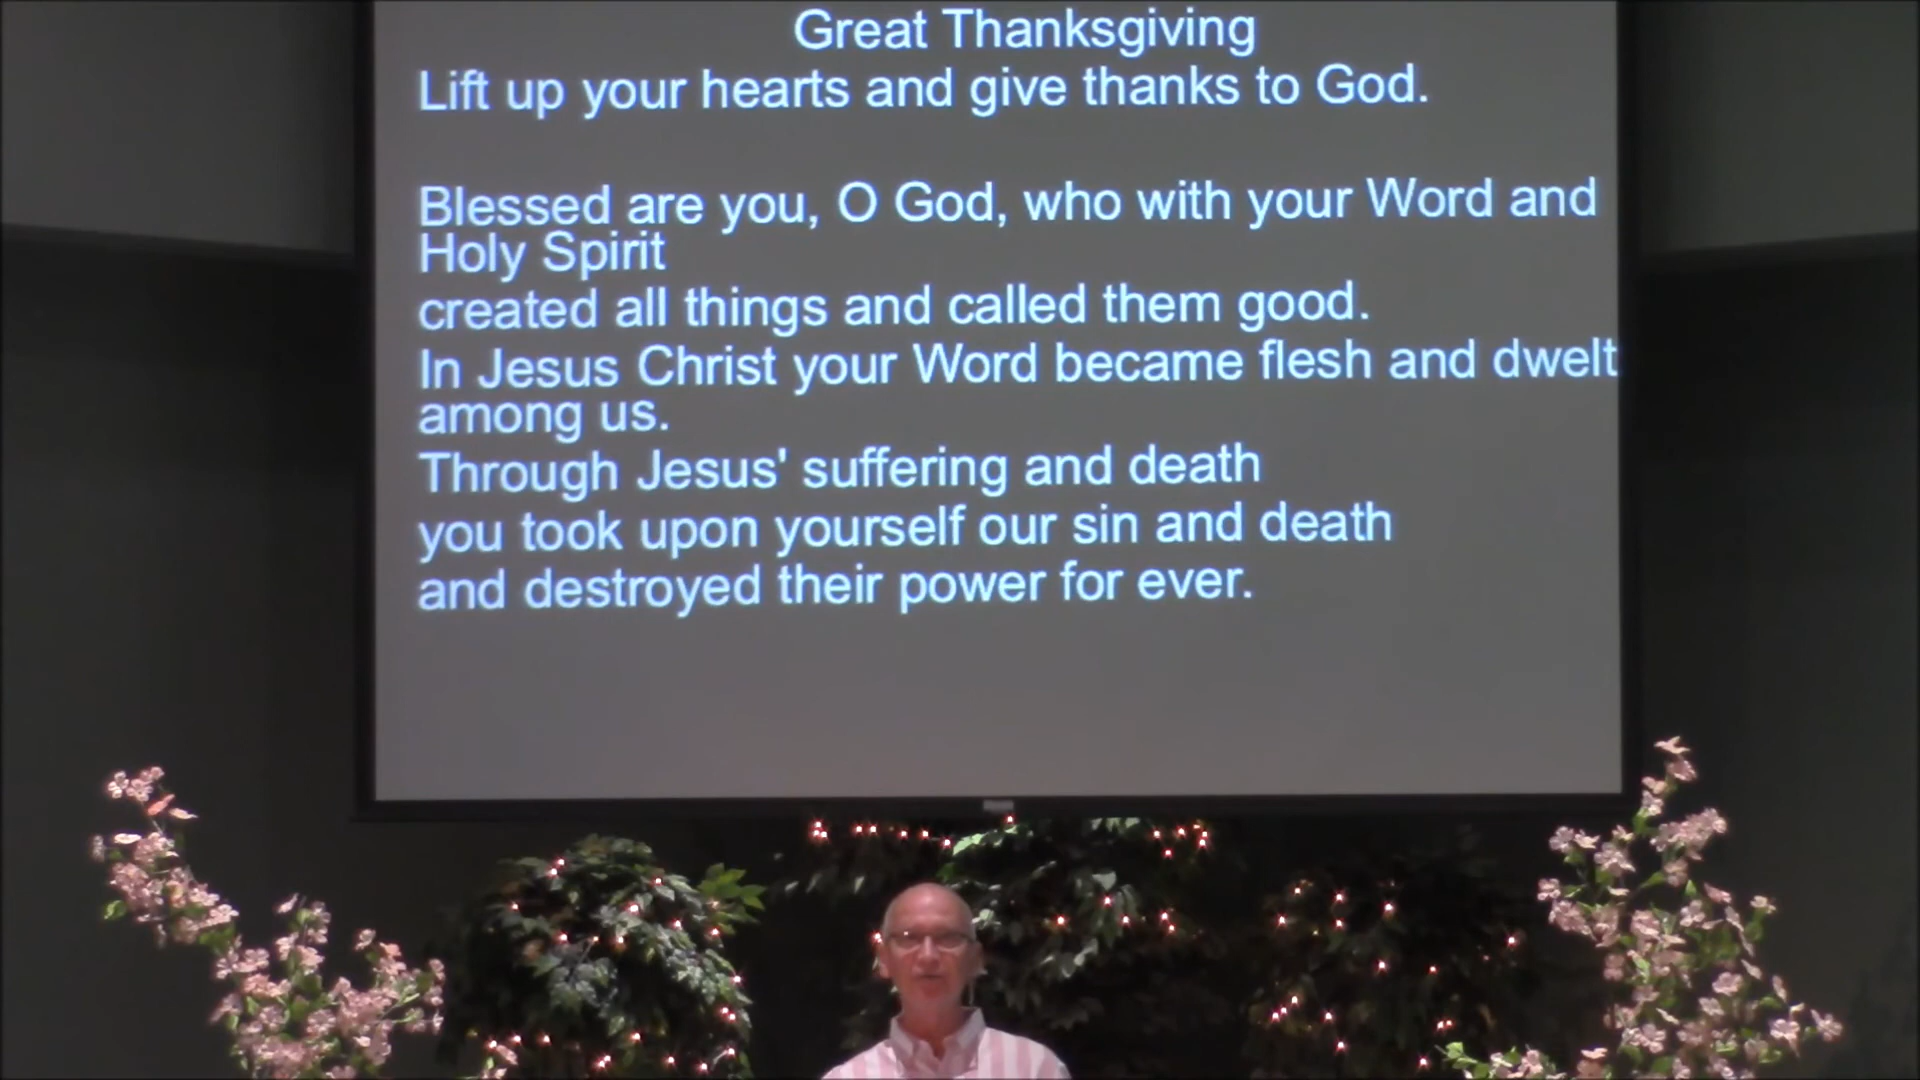 Great Thanksgiving
Lift up your hearts and give thanks to God.
Blessed are you, O God, who with your Word and
Holy Spirit
created all things and called them good.
In Jesus Christ your Word became flesh and dwelt
among us.
Through Jesus' suffering and death
you took upon yourself our sin and death
and destroyed their power for ever.